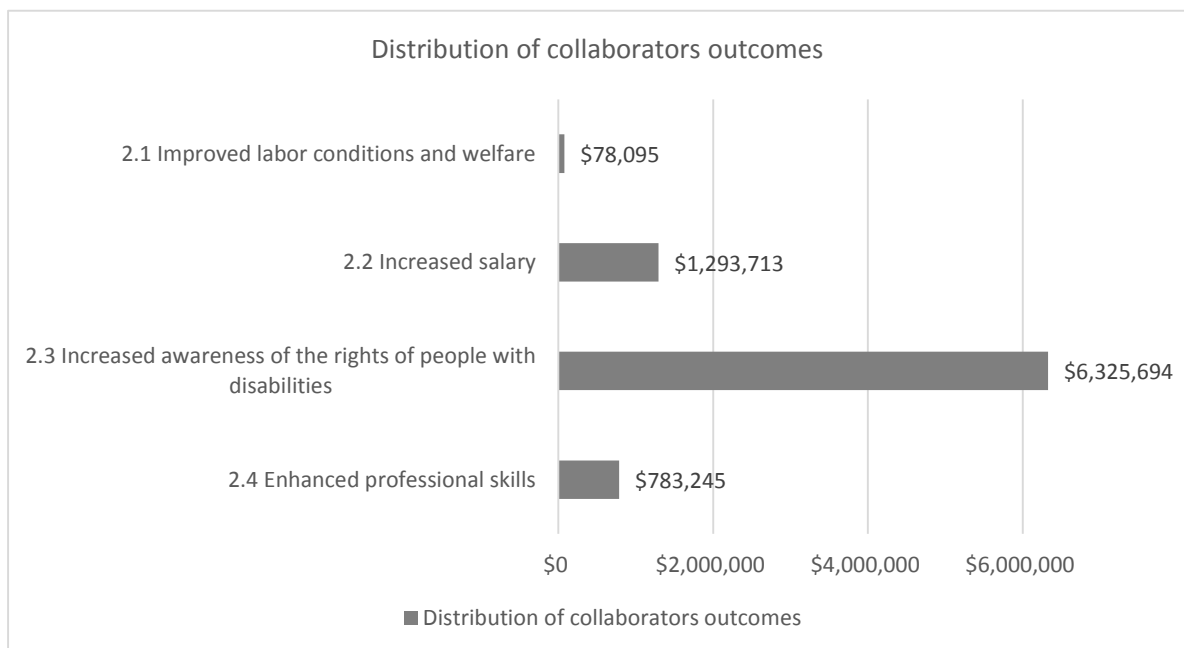 Distribution of collaborators outcomes
2.1 Improved labor conditions and welfare
$78,095
2.2 Increased salary
$1,293,713
2.3 Increased awareness of the rights of people with
disabilities
$6,325,694
2.4 Enhanced professional skills
$783,245
$0
$2,000,000
$4,000,000
$6,000,000
Distribution of collaborators outcomes